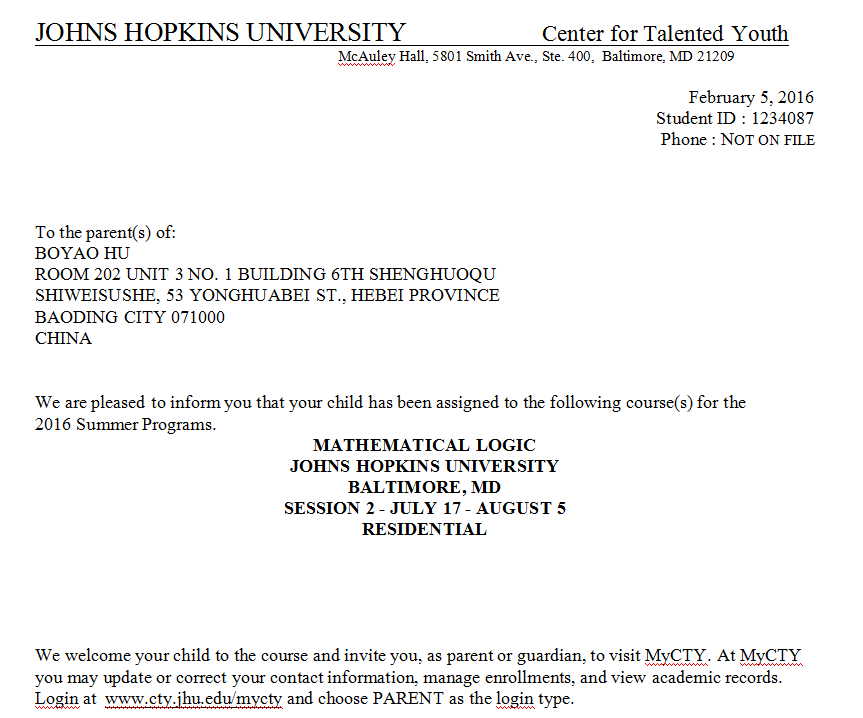 JOHNS HOPKINS UNIVERSITY Center for Talented Youth
McAuley Hall, 5801 Smith Ave., Ste. 400, Baltimore, MD 21209
February 5, 2016
Student ID : 1234087
Phone : NOT ON FILE
To the parent(s) of:
BOYAO HU
ROOM 202 UNIT 3 NO. 1 BUILDING 6TH SHENGHUOQU
SHIWEISUSHE, 53 YONGHUABEI ST., HEBEI PROVINCE
BAODING CITY 071000
CHINA
We are pleased to inform you that your child has been assigned to the following course(s) for the
2016 Summer Programs.
MATHEMATICAL LOGIC
JOHNS HOPKINS UNIVERSITY
BALTIMORE, MD
SESSION 2 - JULY 17 - AUGUST 5
RESIDENTIAL
We welcome your child to the course and invite you, as parent or guardian, to visit MyCTY. At MyCTY
you may update or correct your contact information, manage enrollments, and view academic records.
Login at www.cty.jhu.edu/mycty and choose PARENT as the login type.